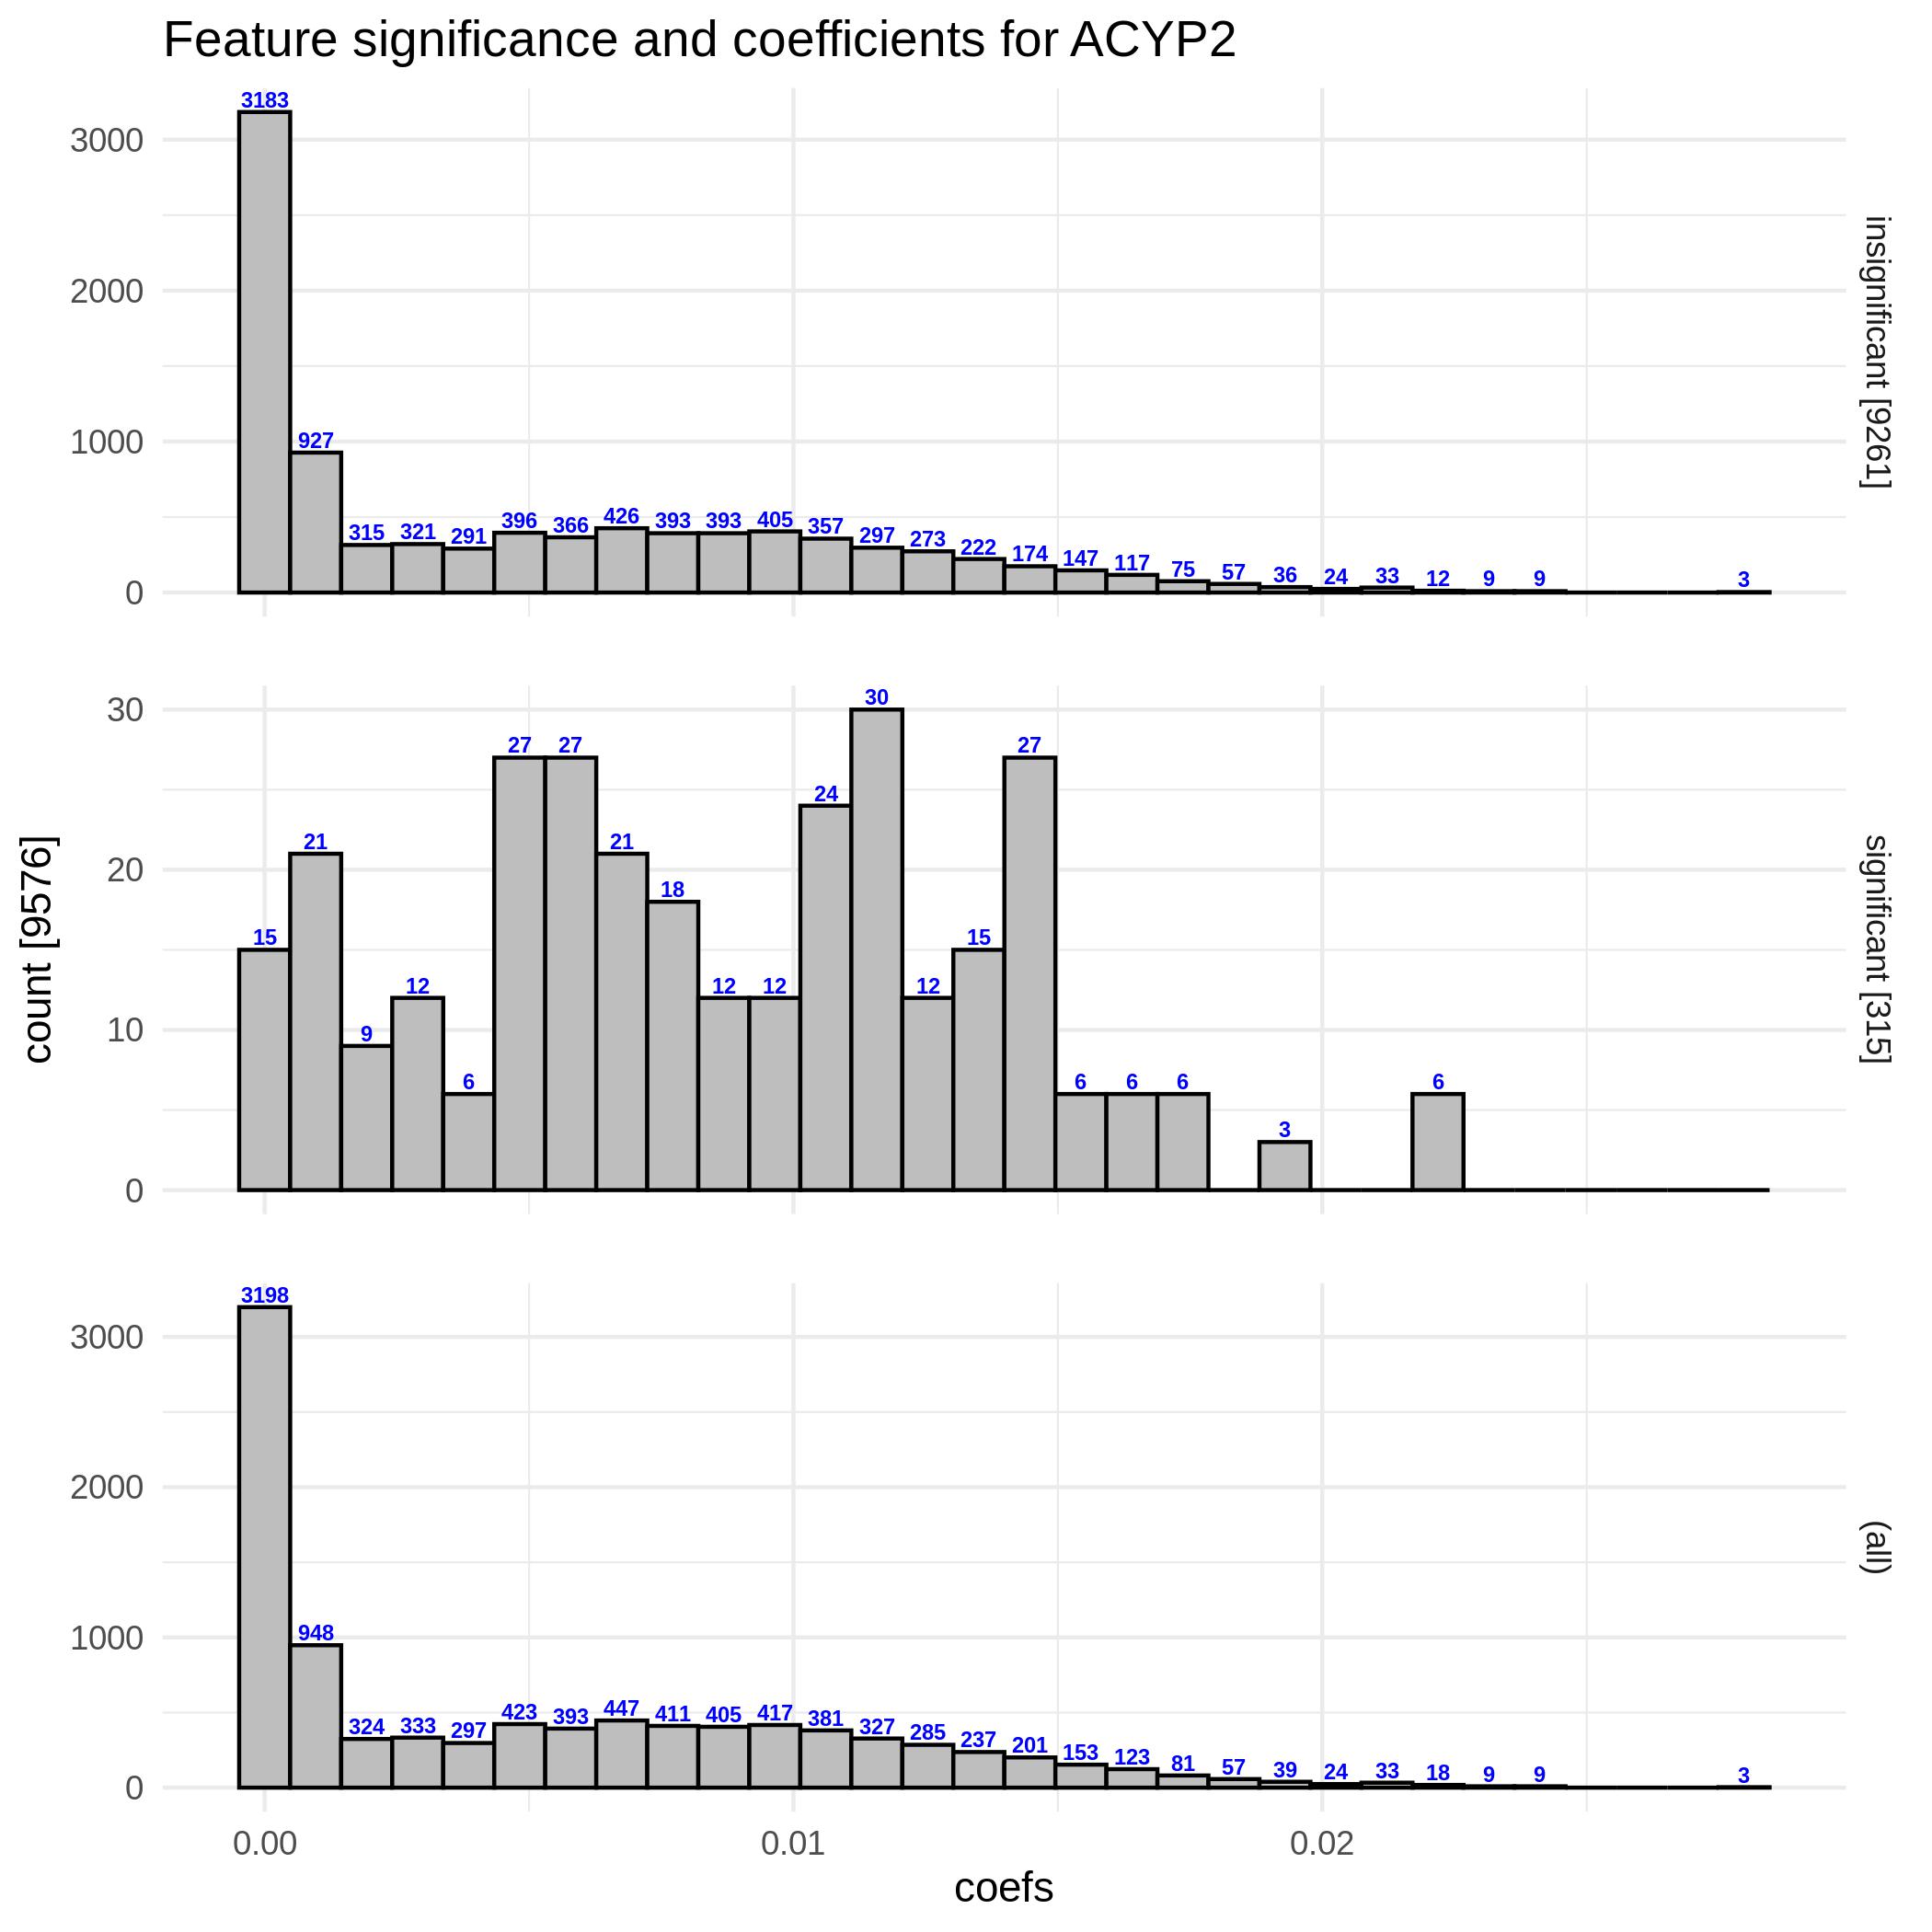 Feature significance and coefficients for ACYP2
3183
927
315 321 291 396 366 426 393 393 405 357 297 273 222 174 147 117 75 57 36 24 33 12 9 9 3
3000
2000
1000
0
insignificant [9261]
15 21 9 12 6 27 27 21 18 12 12 24 30 12 15 27 6 6 6 3 6
30
20
10
0
significant [315]
count [9576]
3198
948
324 333 297 423 393 447 411 405 417 381 327 285 237 201 153 123 81 57 39 24 33 18 9 9 3
3000
2000
1000
0
(all)
0.00 0.01 0.02
coefs